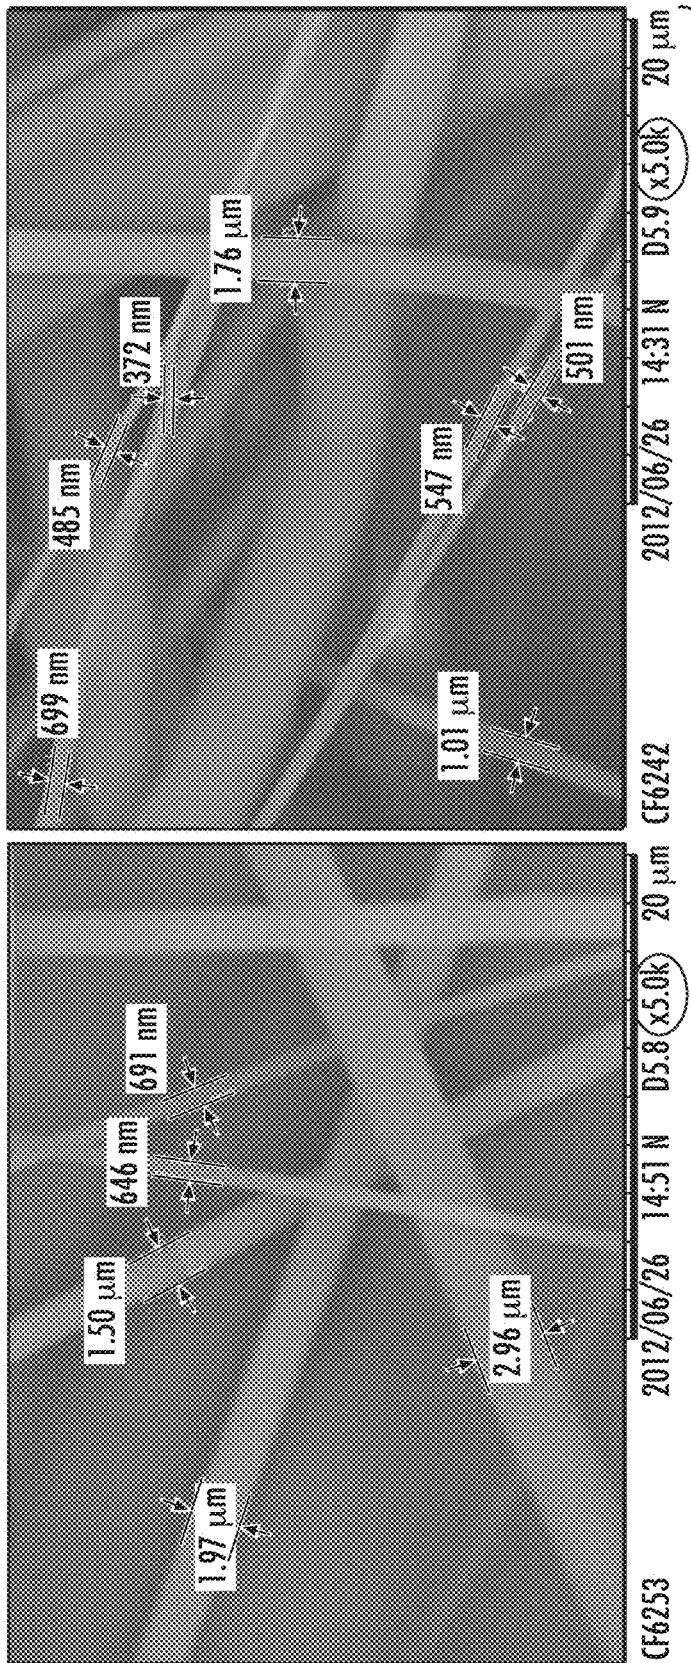 1.97 μm
1.50 μm
646 nm
691 nm
2.96 μm
CF6253 2012/06/26 14:51 N D5.8 x5.0k 20 μm
699 nm
485 nm
372 nm
1.76 μm
1.01 μm
547 nm
501 nm
CF6242 2012/06/26 14:31 N D5.9 x5.0k 20 μm